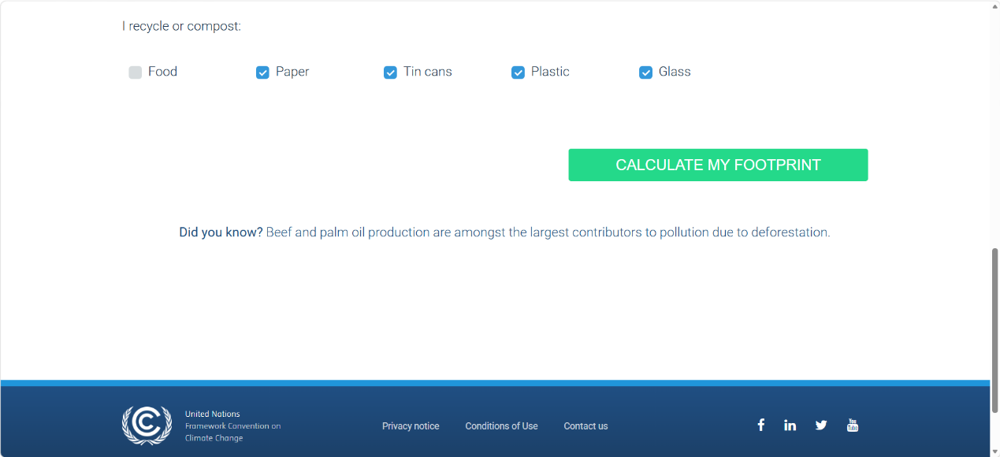 I recycle or compost:
Food Paper Tin cans Plastic Glass
CALCULATE MY FOOTPRINT
Did you know? Beef and palm oil production are amongst the largest contributors to pollution due to deforestation.
United Nations
Framework Convention on
Climate Change
Privacy notice Conditions of Use Contact us
You
Tube